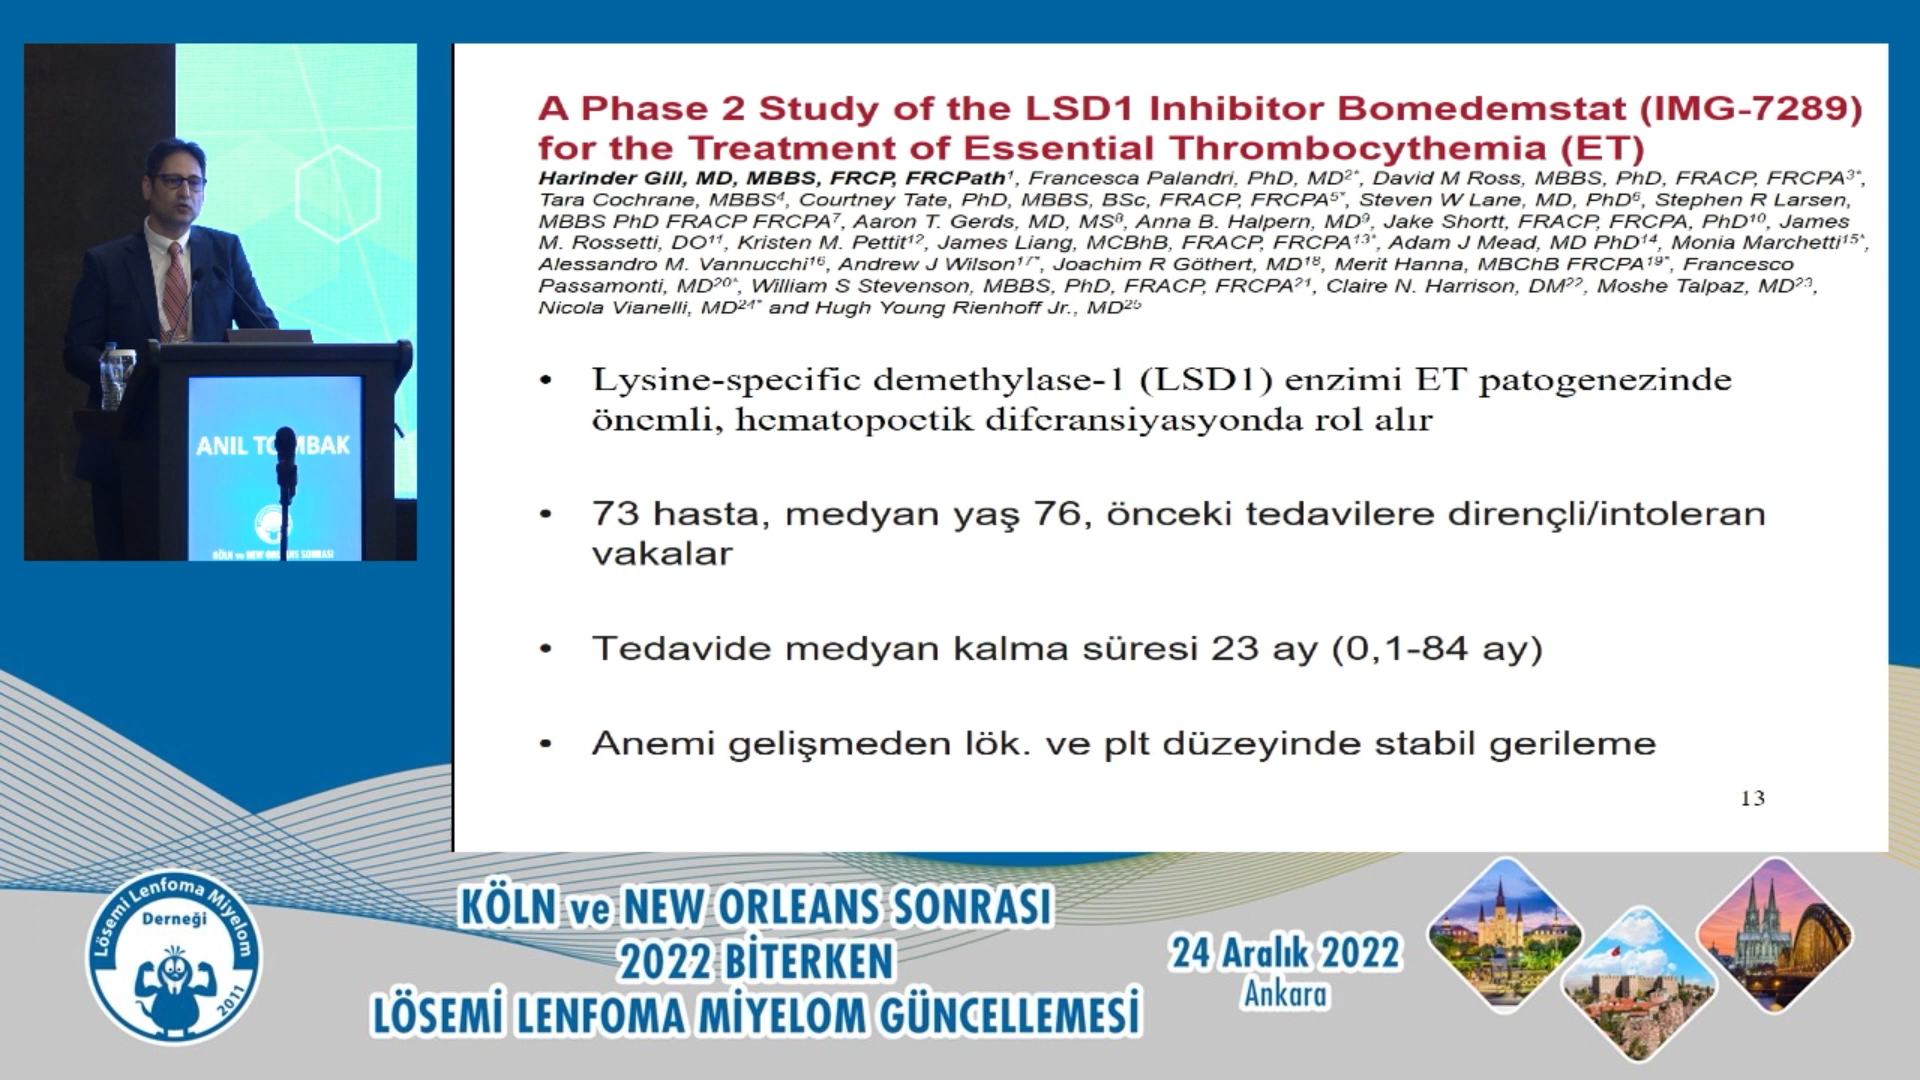 A Phase 2 Study of the LSD1 Inhibitor Bomedemstat (IMG-7289)
for the Treatment of Essential Thrombocythemia (ET)
Harinder Gill, MD, MBBS, FRCP, FRCPath¹, Francesca Palandri, PhD, MD²*, David M Ross, MBBS, PhD, FRACP, FRCPA³*,
Tara Cochrane, MBBS⁴, Courtney Tate, PhD, MBBS, BSc, FRACP, FRCPA⁵*, Steven W Lane, MD, PhD⁶, Stephen R Larsen,
MBBS PhD FRACP FRCPA⁷, Aaron T. Gerds, MD, MS⁸, Anna B. Halpern, MD⁹, Jake Shortt, FRACP, FRCPA, PhD¹⁰, James
M. Rossetti, DO¹¹, Kristen M. Pettit¹², James Liang, MCBhB, FRACP, FRCPA¹³*, Adam J Mead, MD PhD¹⁴, Monia Marchetti¹⁵*,
Alessandro M. Vannucchi¹⁶, Andrew J Wilson¹⁷*, Joachim R Göthert, MD¹⁸, Merit Hanna, MBChB FRCPA¹⁹*, Francesco
Passamonti, MD²⁰*, William S Stevenson, MBBS, PhD, FRACP, FRCPA²¹, Claire N. Harrison, DM²², Moshe Talpaz, MD²³,
Nicola Vianelli, MD²⁴* and Hugh Young Rienhoff Jr., MD²⁵
• Lysine-specific demethylase-1 (LSD1) enzimi ET patogenezinde
önemli, hematopoetik diferansiyasyonda rol alır
• 73 hasta, medyan yaş 76, önceki tedavilere dirençli/intoleran
vakalar
• Tedavide medyan kalma süresi 23 ay (0,1-84 ay)
• Anemi gelişmeden lök. ve plt düzeyinde stabil gerileme
13
ANIL TOMBAK
KÖLN ve NEW ORLEANS SONRASI
Lösemi Lenfoma Miyelom
Derneği
2011
KÖLN ve NEW ORLEANS SONRASI
2022 BİTERKEN
LÖSEMİ LENFOMA MİYELOM GÜNCELLEMESİ
24 Aralık 2022
Ankara